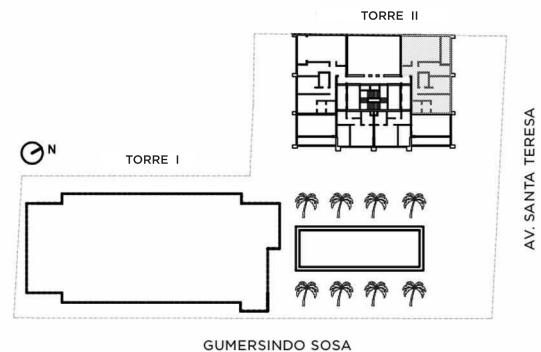 TORRE II
N
TORRE I
AV. SANTA TERESA
GUMERSINDO SOSA